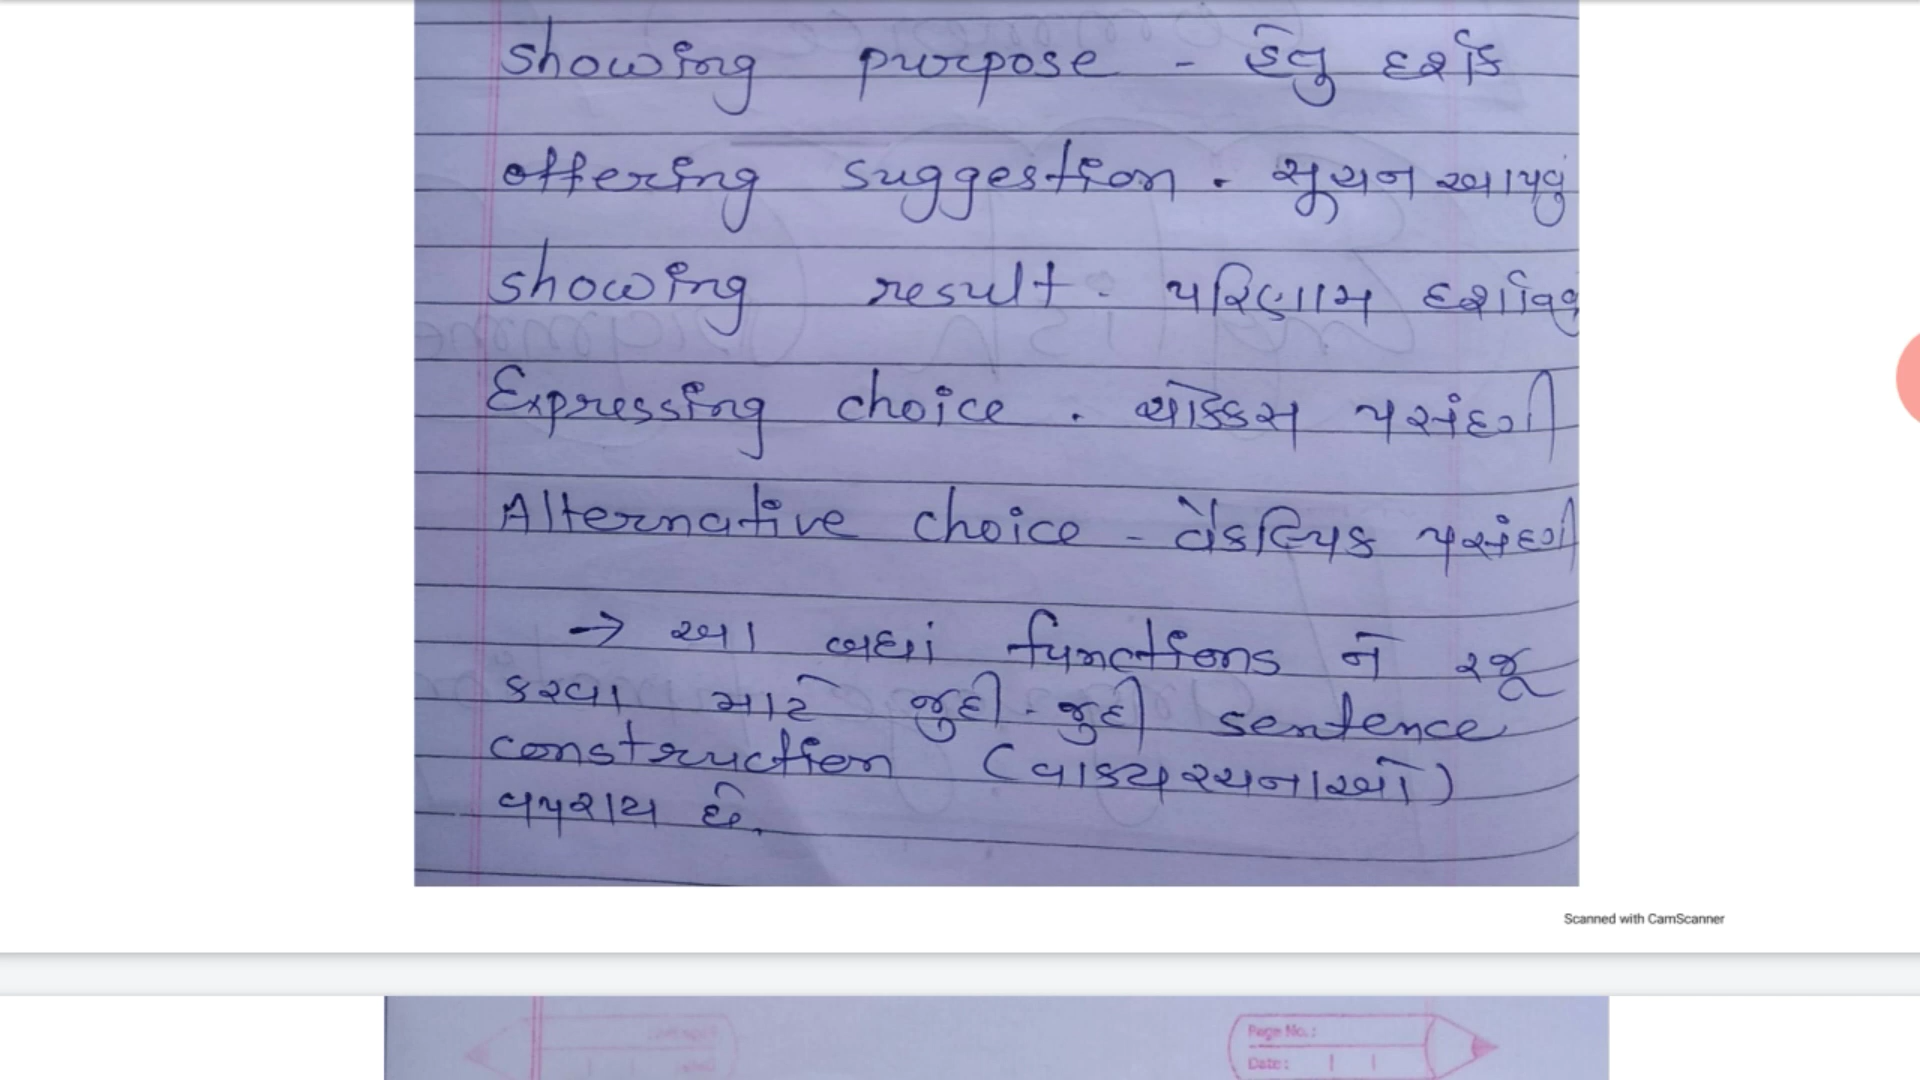 showing purpose - હેતુ દર્શક
offering suggestion. સૂચન આપવું
showing result. પરિણામ દર્શાવવુ
Expressing choice. ચોક્કસ પસંદગી
Alternative choice - વૈકલ્પિક પસંદગી
→ આ બધાં functions ને રજૂ
કરવા માટે જુદી-જુદી sentence
construction (વાક્યરચનાઓ)
વપરાય છે.
Scanned with CamScanner
Page No.:
Date: